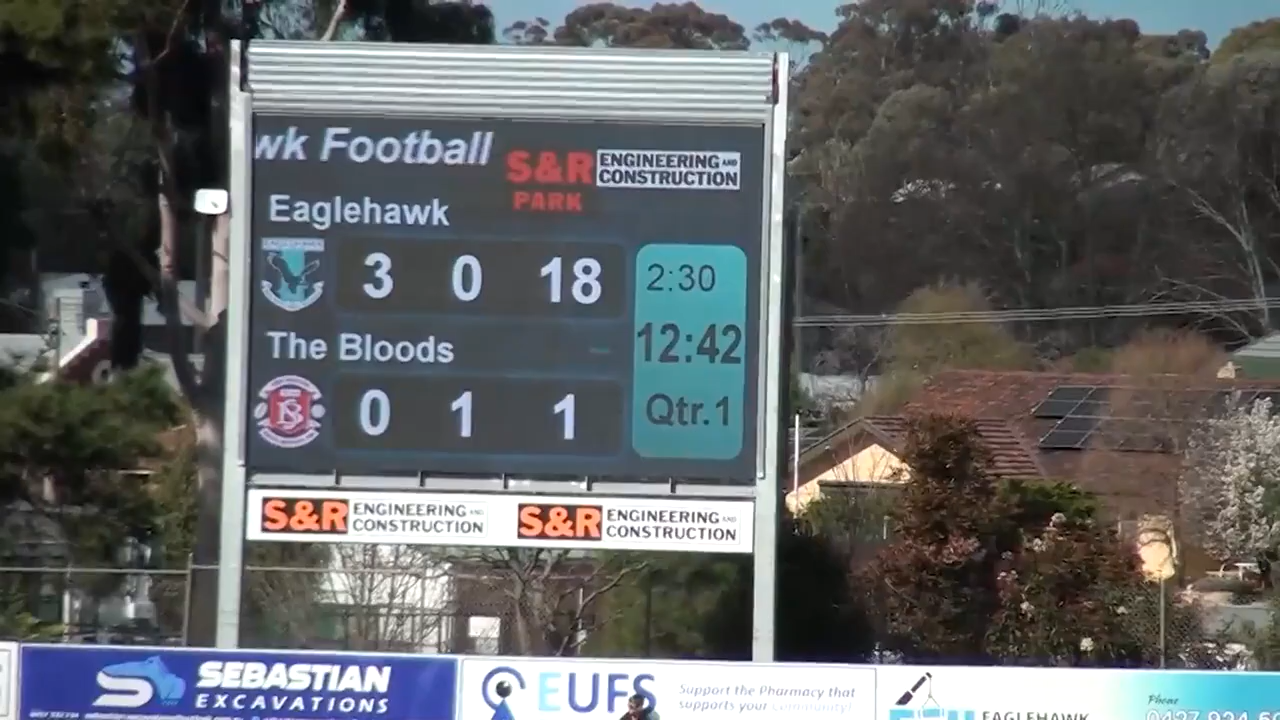 wk Football
S&R ENGINEERING AND CONSTRUCTION
PARK
Eaglehawk
3 0 18
2:30
The Bloods
12:42
0 1 1
Qtr.1
S&R ENGINEERING AND CONSTRUCTION
S&R ENGINEERING AND CONSTRUCTION
SEBASTIAN
EXCAVATIONS
EUFS
Support the Pharmacy that
supports your Community!
EAGLEHAWK
Phone